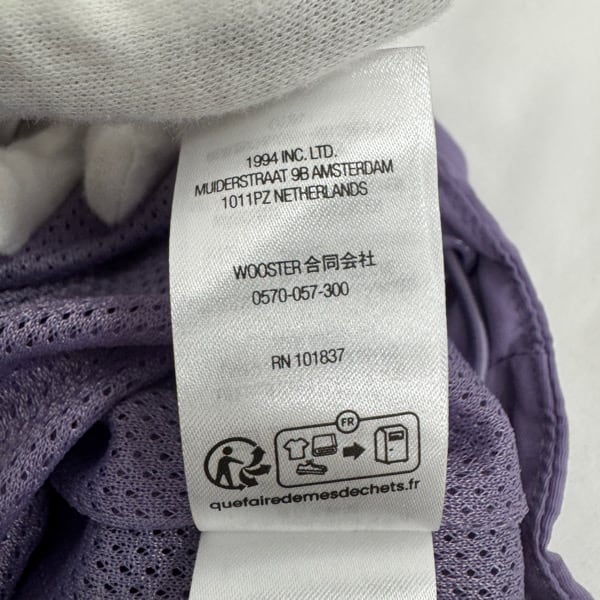 1994 INC. LTD.
MUIDERSTRAAT 9B AMSTERDAM
1011PZ NETHERLANDS
WOOSTER 合同会社
0570-057-300
RN 101837
FR
quefairedemesdechets.fr